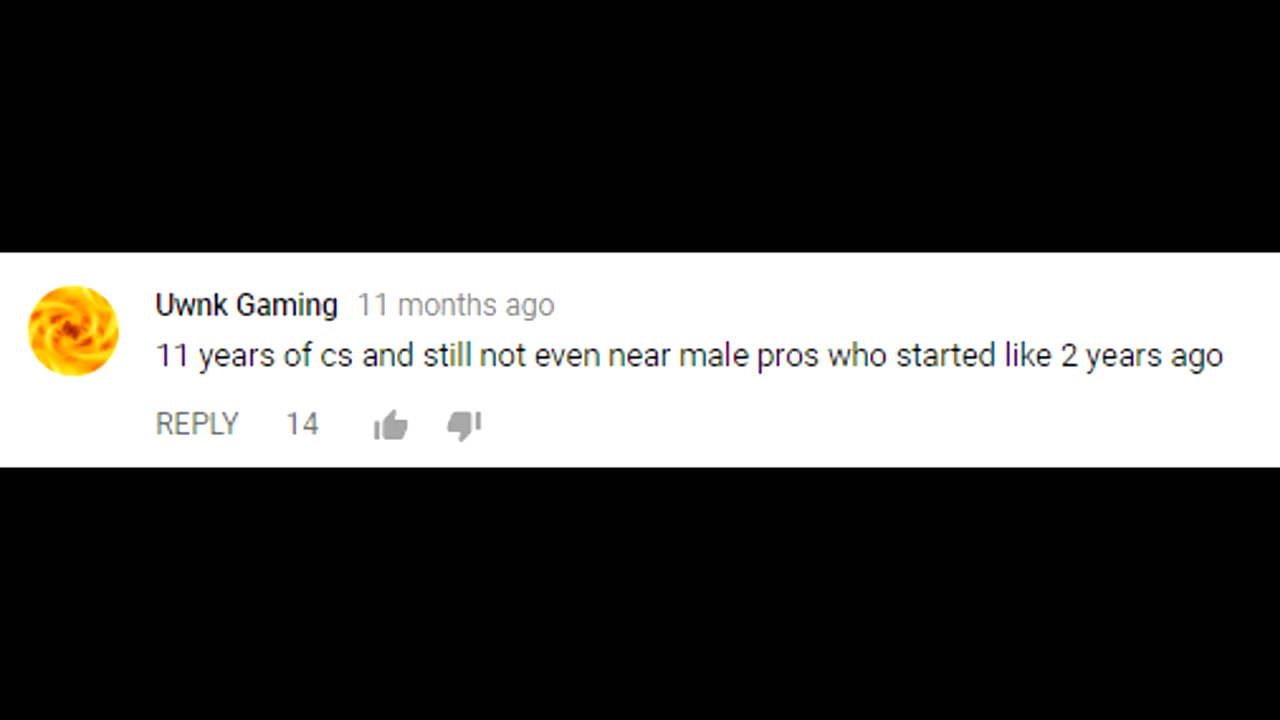 Uwnk Gaming 11 months ago
11 years of cs and still not even near male pros who started like 2 years ago
REPLY 14